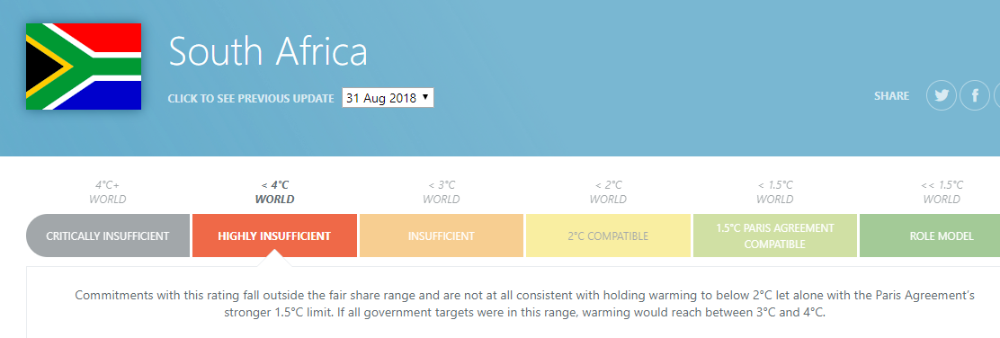 South Africa
CLICK TO SEE PREVIOUS UPDATE 31 Aug 2018
SHARE
4°C+
WORLD
< 4°C
WORLD
< 3°C
WORLD
< 2°C
WORLD
< 1.5°C
WORLD
<< 1.5°C
WORLD
CRITICALLY INSUFFICIENT
HIGHLY INSUFFICIENT
INSUFFICIENT
2°C COMPATIBLE
1.5°C PARIS AGREEMENT
COMPATIBLE
ROLE MODEL
Commitments with this rating fall outside the fair share range and are not at all consistent with holding warming to below 2°C let alone with the Paris Agreement's
stronger 1.5°C limit. If all government targets were in this range, warming would reach between 3°C and 4°C.